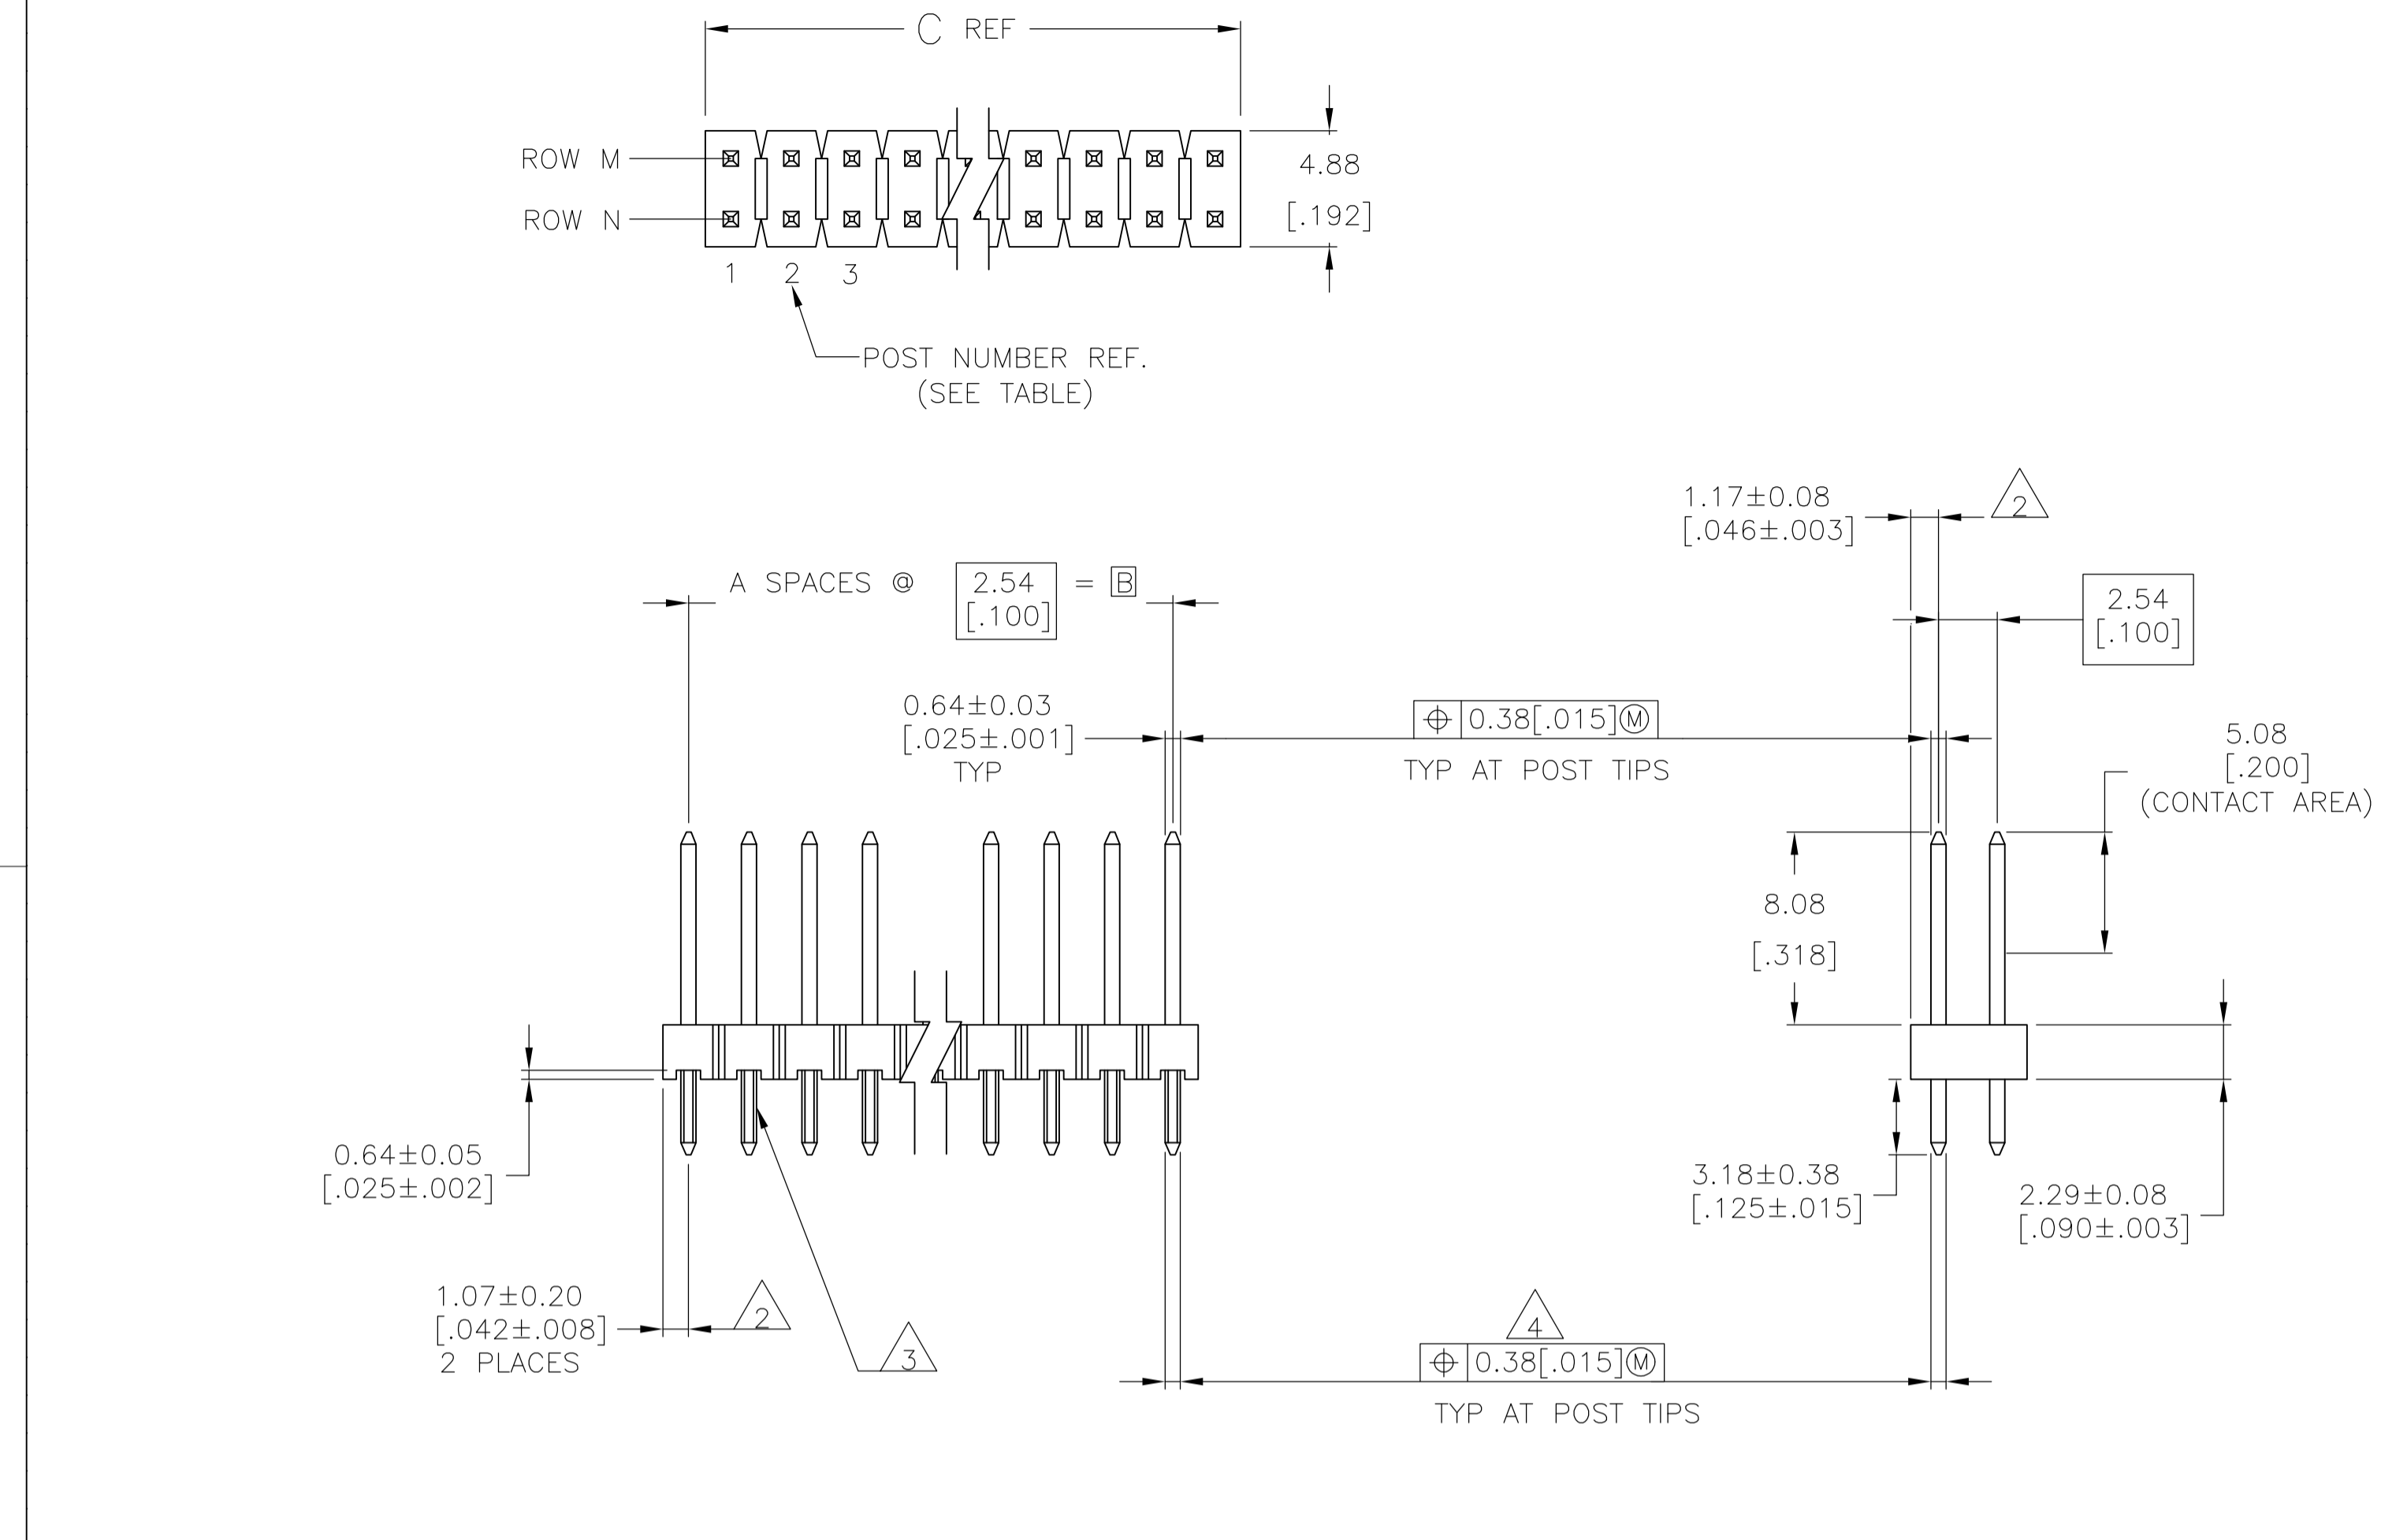 C REF
ROW M
4.88
[.192]
ROW N
1 2 3
POST NUMBER REF.
(SEE TABLE)
1.17±0.08
[.046±.003]
2
A SPACES @ 2.54 = B
[.100]
2.54
[.100]
0.64±0.03
[.025±.001]
TYP
⌖ 0.38[.015]Ⓜ
TYP AT POST TIPS
5.08
[.200]
(CONTACT AREA)
8.08
[.318]
0.64±0.05
[.025±.002]
3.18±0.38
[.125±.015]
2.29±0.08
[.090±.003]
1.07±0.20
[.042±.008]
2 PLACES
2
3
4
⌖ 0.38[.015]Ⓜ
TYP AT POST TIPS